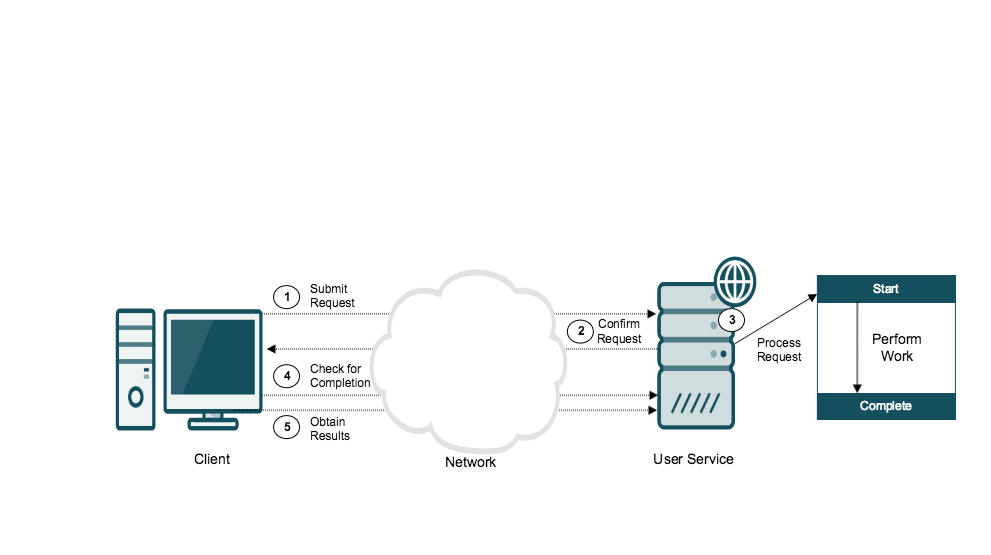 1
Submit
Request
2
Confirm
Request
3
Process
Request
4
Check for
Completion
5
Obtain
Results
Start
Perform
Work
Complete
Client
Network
User Service